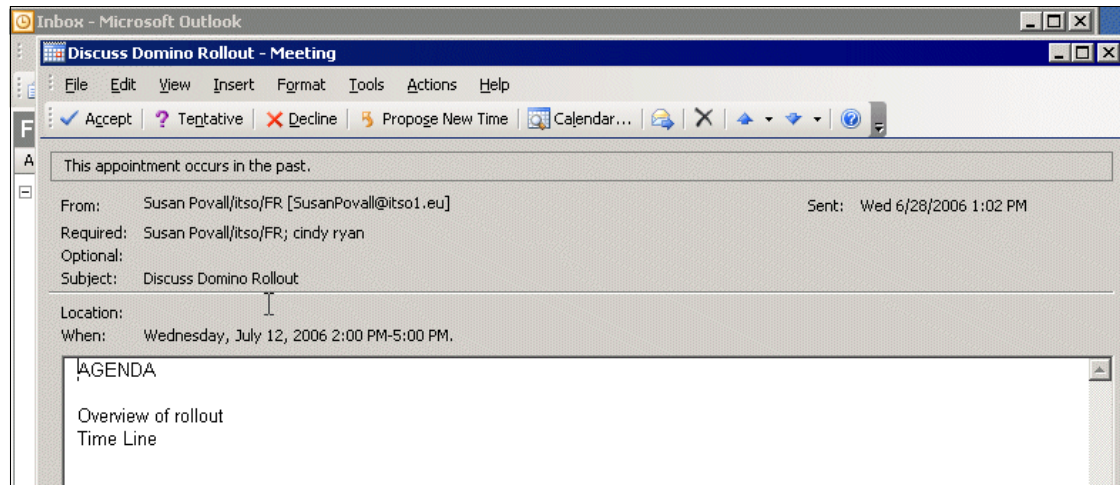 Inbox - Microsoft Outlook
Discuss Domino Rollout - Meeting
File Edit View Insert Format Tools Actions Help
Accept ? Tentative Decline Propose New Time Calendar...
F
A
This appointment occurs in the past.
From: Susan Povall/itso/FR [SusanPovall@itso1.eu] Sent: Wed 6/28/2006 1:02 PM
Required: Susan Povall/itso/FR; cindy ryan
Optional:
Subject: Discuss Domino Rollout
Location:
When: Wednesday, July 12, 2006 2:00 PM-5:00 PM.
AGENDA
Overview of rollout
Time Line